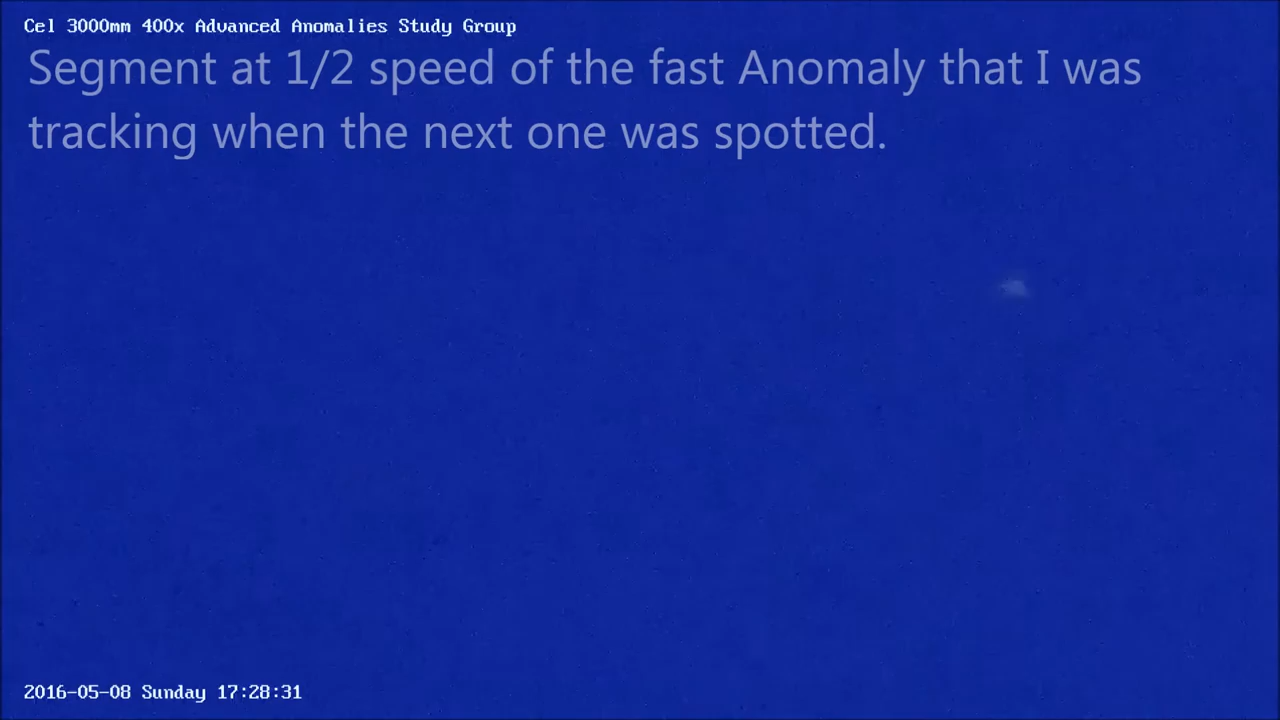 Cel 3000mm 400x Advanced Anomalies Study Group
Segment at 1/2 speed of the fast Anomaly that I was
tracking when the next one was spotted.
2016-05-08 Sunday 17:28:31